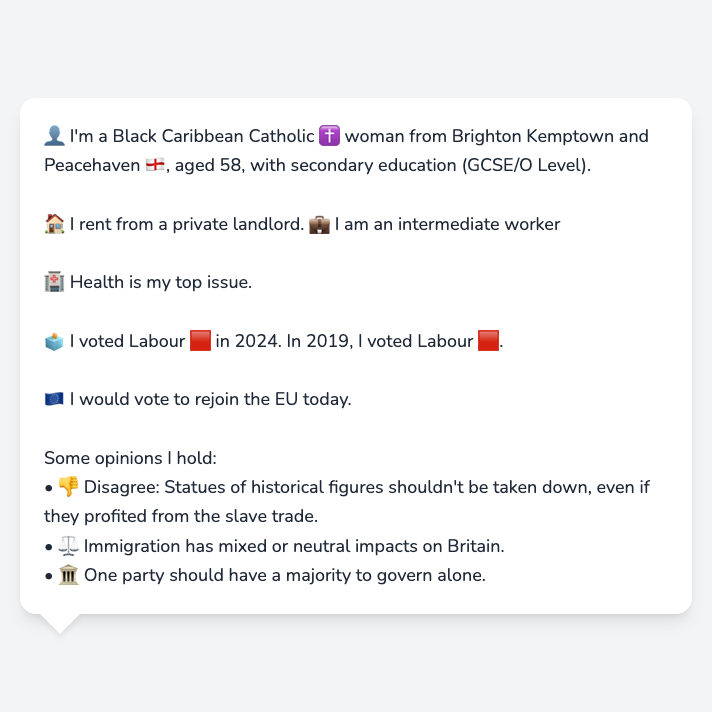 👤 I'm a Black Caribbean Catholic ✝️ woman from Brighton Kemptown and
Peacehaven 🏴󠁧󠁢󠁥󠁮󠁧󠁿, aged 58, with secondary education (GCSE/O Level).
🏠 I rent from a private landlord. 💼 I am an intermediate worker
🏥 Health is my top issue.
🗳️ I voted Labour 🟥 in 2024. In 2019, I voted Labour 🟥.
🇪🇺 I would vote to rejoin the EU today.
Some opinions I hold:
• 👎 Disagree: Statues of historical figures shouldn't be taken down, even if
they profited from the slave trade.
• ⚖️ Immigration has mixed or neutral impacts on Britain.
• 🏛️ One party should have a majority to govern alone.